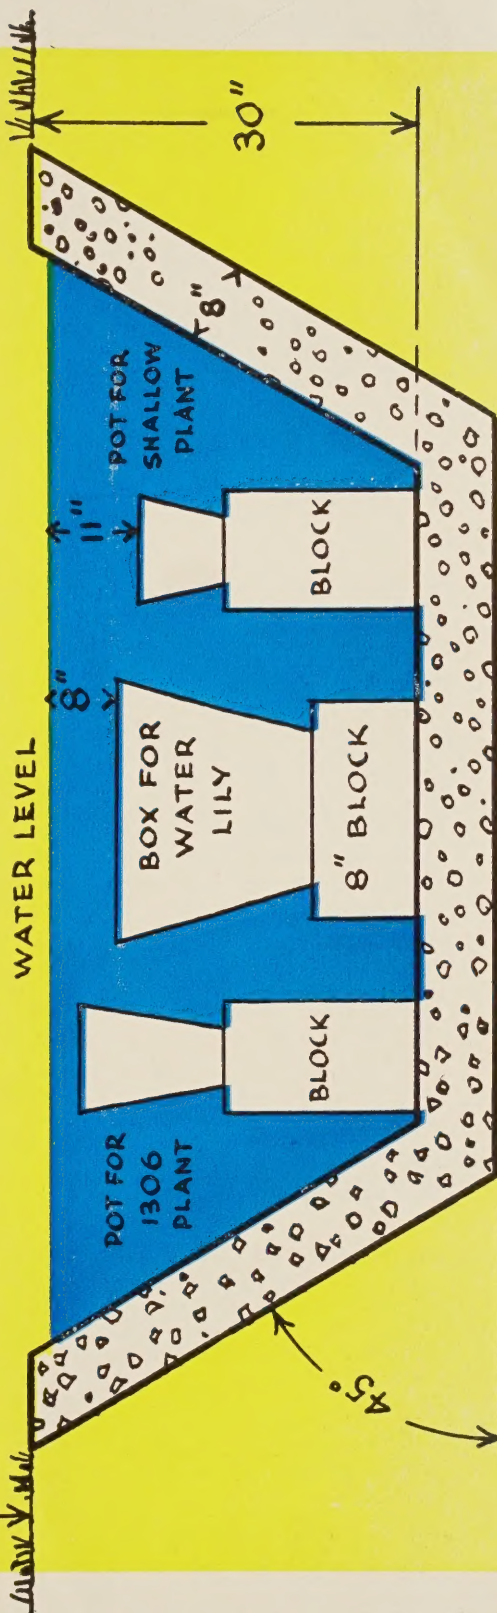 WATER LEVEL
POT FOR
BOG
PLANT
BLOCK
8"
BOX FOR
WATER
LILY
8" BLOCK
11"
POT FOR
SHALLOW
PLANT
BLOCK
8"
30"
45°